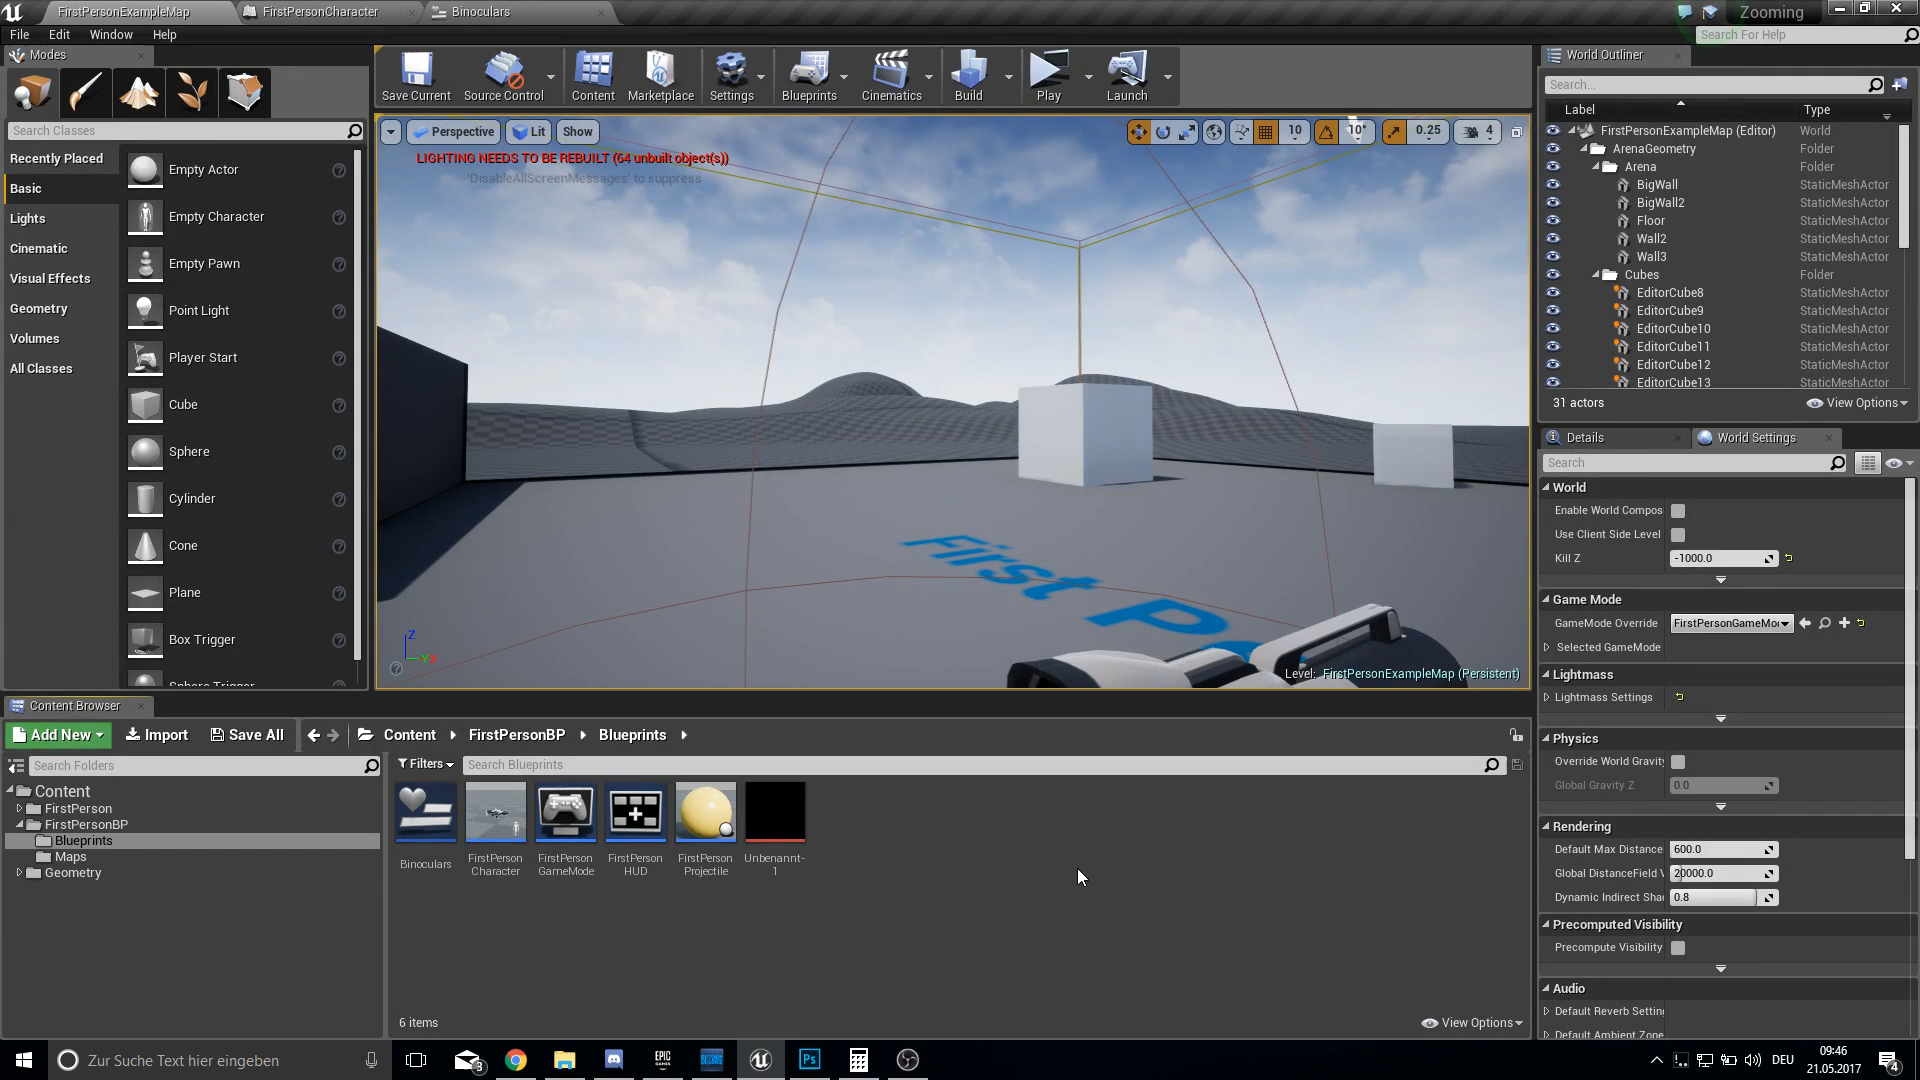 FirstPersonExampleMap
FirstPersonCharacter
Binoculars
Zooming
File Edit Window Help
Search For Help
Modes
Search Classes
Recently Placed
Basic
Lights
Cinematic
Visual Effects
Geometry
Volumes
All Classes
Empty Actor
Empty Character
Empty Pawn
Point Light
Player Start
Cube
Sphere
Cylinder
Cone
Plane
Box Trigger
Sphere Trigger
Save Current
Source Control
Content
Marketplace
Settings
Blueprints
Cinematics
Build
Play
Launch
Perspective
Lit
Show
10
10°
0.25
4
LIGHTING NEEDS TO BE REBUILT (64 unbuilt object(s))
'DisableAllScreenMessages' to suppress
First Pe
Z
Level: FirstPersonExampleMap (Persistent)
World Outliner
Search...
Label Type
FirstPersonExampleMap (Editor) World
ArenaGeometry Folder
Arena Folder
BigWall StaticMeshActor
BigWall2 StaticMeshActor
Floor StaticMeshActor
Wall2 StaticMeshActor
Wall3 StaticMeshActor
Cubes Folder
EditorCube8 StaticMeshActor
EditorCube9 StaticMeshActor
EditorCube10 StaticMeshActor
EditorCube11 StaticMeshActor
EditorCube12 StaticMeshActor
EditorCube13 StaticMeshActor
31 actors
View Options
Details
World Settings
Search
World
Enable World Compos
Use Client Side Level
Kill Z -1000.0
Game Mode
GameMode Override FirstPersonGameMo
Selected GameMode
Lightmass
Lightmass Settings
Physics
Override World Gravity
Global Gravity Z 0.0
Rendering
Default Max Distance 600.0
Global DistanceField V 20000.0
Dynamic Indirect Sha 0.8
Precomputed Visibility
Precompute Visibility
Audio
Default Reverb Setting
Default Ambient Zone
Content Browser
Add New
Import
Save All
Content
FirstPersonBP
Blueprints
Search Folders
Filters
Search Blueprints
Content
FirstPerson
FirstPersonBP
Blueprints
Maps
Geometry
Binoculars
FirstPerson
Character
FirstPerson
GameMode
FirstPerson
HUD
FirstPerson
Projectile
Unbenannt-
1
6 items
View Options
Zur Suche Text hier eingeben
3
EPIC
GAMES
Ps
DEU
09:46
21.05.2017
4